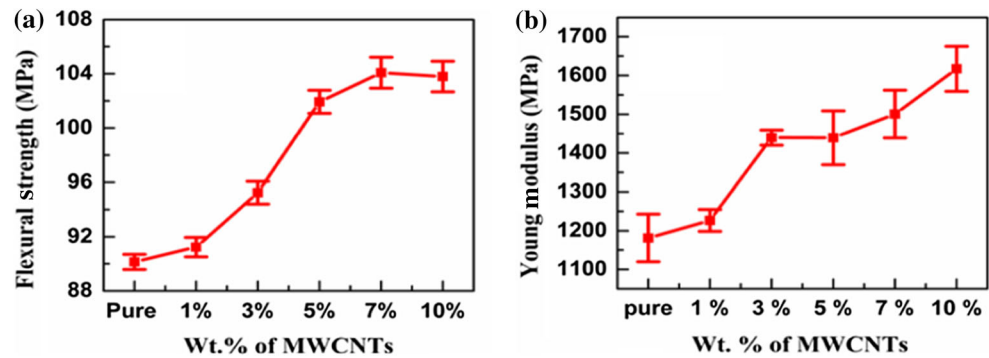 (a)
Flexural strength (MPa)
108
104
100
96
92
88
Pure 1% 3% 5% 7% 10%
Wt.% of MWCNTs
(b)
Young modulus (MPa)
1700
1600
1500
1400
1300
1200
1100
pure 1 % 3 % 5 % 7 % 10 %
Wt.% of MWCNTs